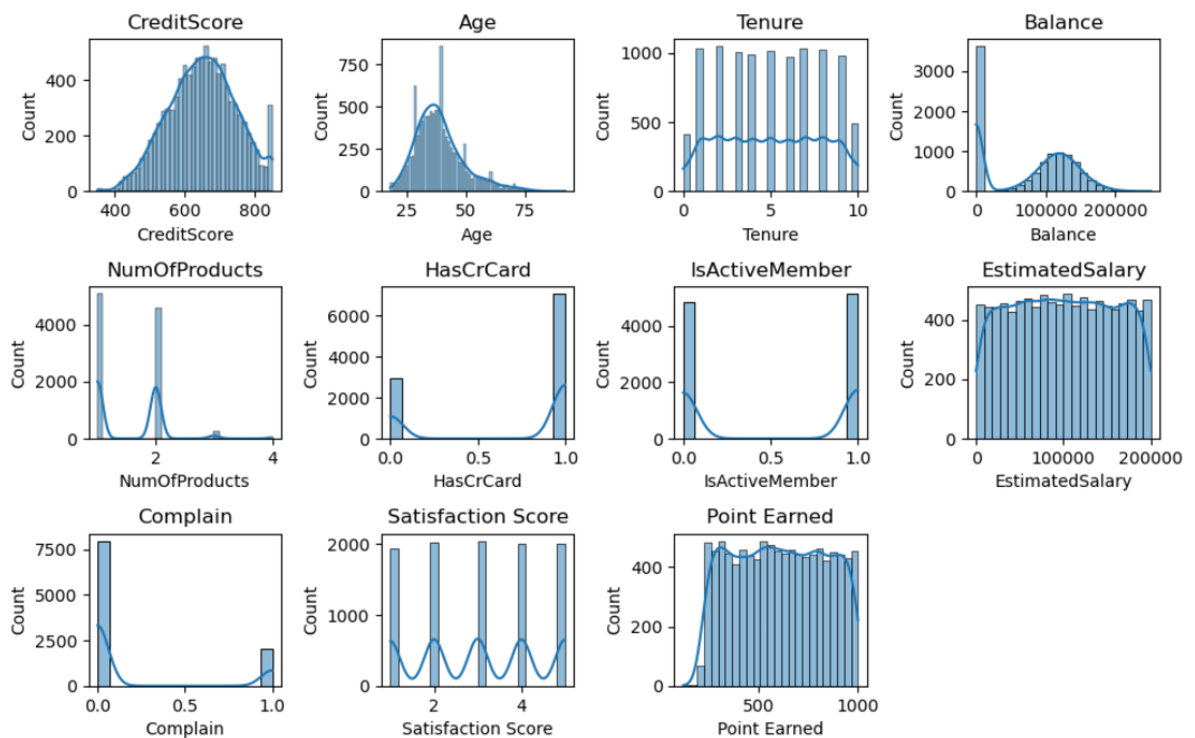 CreditScore
Age
Tenure
Balance
Count
400
200
0
400
600
800
CreditScore
Count
750
500
250
0
25
50
75
Age
Count
1000
500
0
0
5
10
Tenure
Count
3000
2000
1000
0
0
100000
200000
Balance
NumOfProducts
HasCrCard
IsActiveMember
EstimatedSalary
Count
4000
2000
0
2
4
NumOfProducts
Count
6000
4000
2000
0
0.0
0.5
1.0
HasCrCard
Count
4000
2000
0
0.0
0.5
1.0
IsActiveMember
Count
400
200
0
0
100000
200000
EstimatedSalary
Complain
Satisfaction Score
Point Earned
Count
7500
5000
2500
0
0.0
0.5
1.0
Complain
Count
2000
1000
0
2
4
Satisfaction Score
Count
400
200
0
500
1000
Point Earned